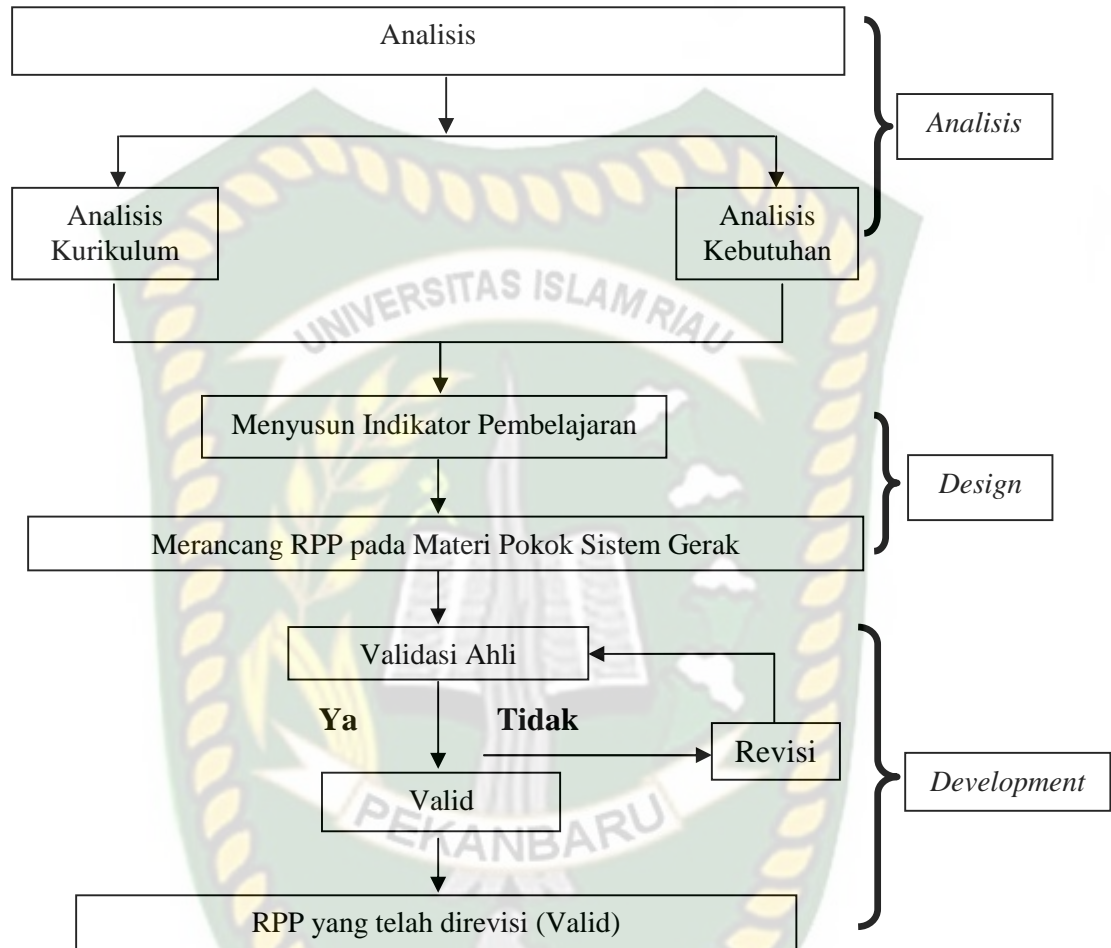 Analisis
Analisis
Analisis
Kurikulum
Analisis
Kebutuhan
UNIVERSITAS ISLAM RIAU
Menyusun Indikator Pembelajaran
Design
Merancang RPP pada Materi Pokok Sistem Gerak
Validasi Ahli
Ya
Tidak
Revisi
Development
Valid
PEKANBARU
RPP yang telah direvisi (Valid)